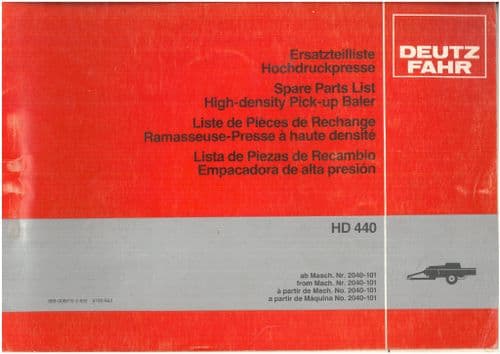 DEUTZ
FAHR
Ersatzteilliste
Hochdruckpresse
Spare Parts List
High-density Pick-up Baler
Liste de Pièces de Rechange
Ramasseuse-Presse à haute densité
Lista de Piezas de Recambio
Empacadora de alta presión
HD 440
ab Masch. Nr. 2040-101
from Mach. Nr. 2040-101
à partir de Mach. No. 2040-101
a partir de Máquina No. 2040-101